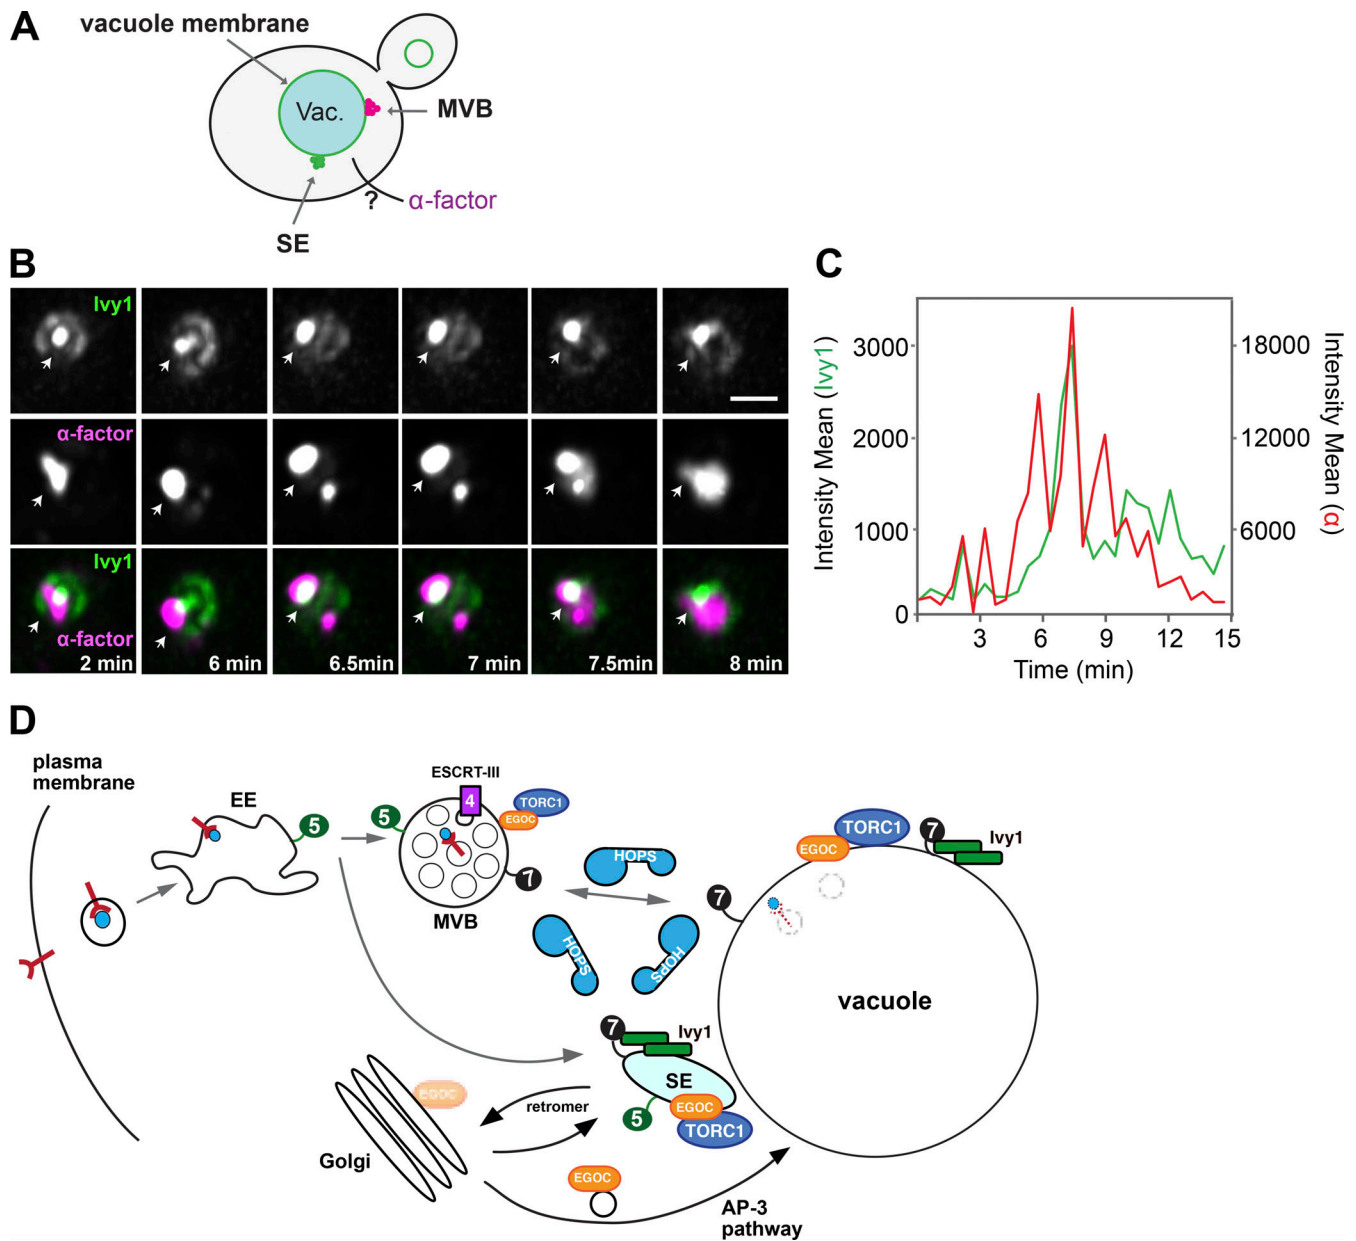 A
vacuole membrane
Vac.
MVB
?
α-factor
SE
B
Ivy1
α-factor
Ivy1
α-factor
2 min
6 min
6.5min
7 min
7.5min
8 min
C
Intensity Mean (Ivy1)
3000
2000
1000
0
18000
12000
6000
Intensity Mean (α)
3
6
9
12
15
Time (min)
D
plasma
membrane
EE
5
5
ESCRT-III
4
TORC1
EGOC
7
MVB
HOPS
HOPS
HOPS
7
EGOC
TORC1
7
Ivy1
vacuole
7
Ivy1
SE
5
EGOC
TORC1
retromer
EGOC
Golgi
EGOC
AP-3
pathway